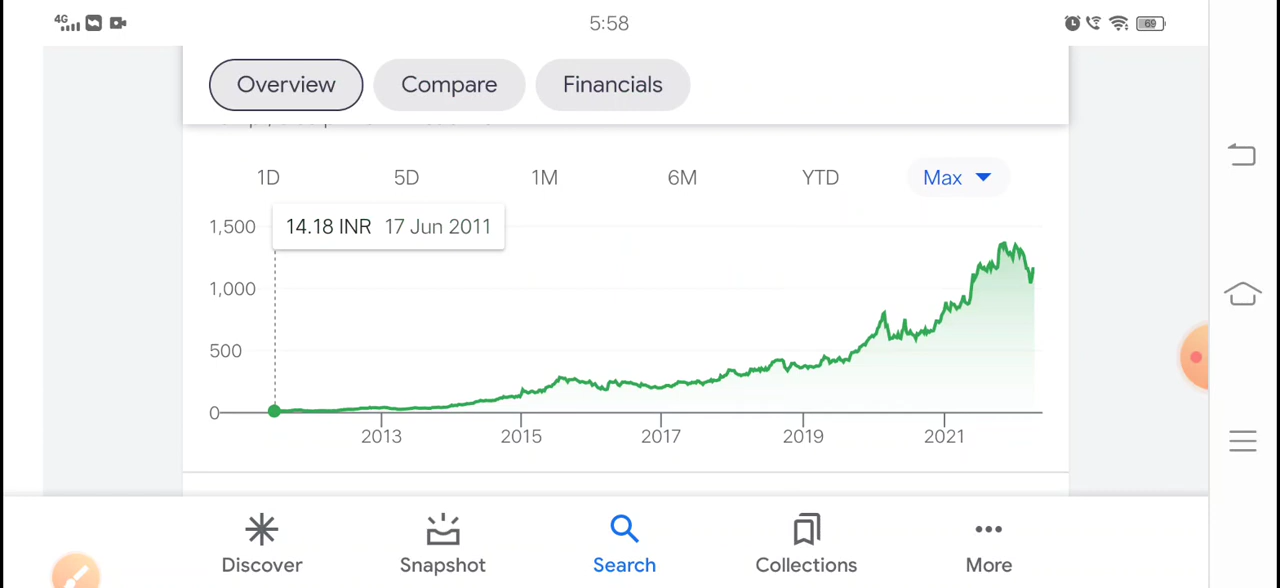 4G 5:58 69
Overview Compare Financials
1D 5D 1M 6M YTD Max
14.18 INR 17 Jun 2011
1,500
1,000
500
0
2013 2015 2017 2019 2021
Discover Snapshot Search Collections More